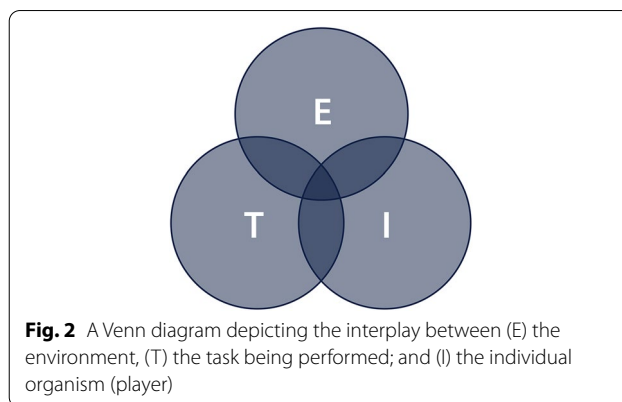 E
T I
Fig. 2 A Venn diagram depicting the interplay between (E) the
environment, (T) the task being performed; and (I) the individual
organism (player)